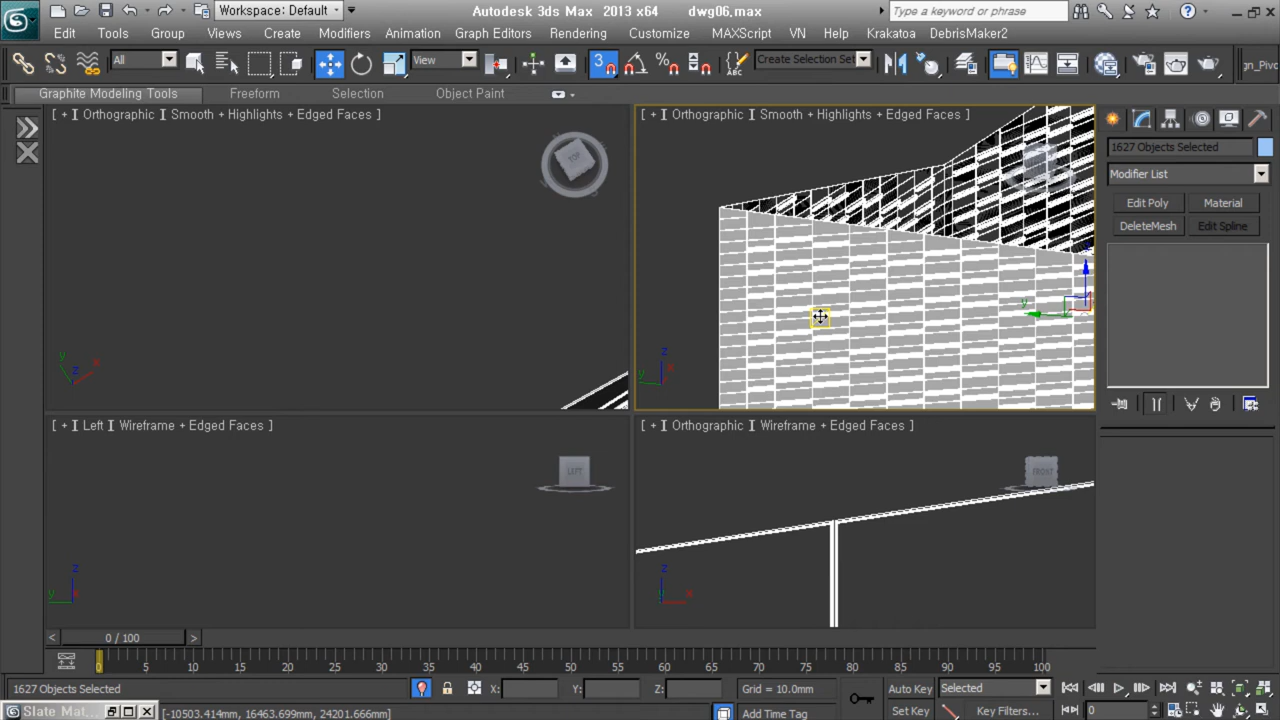 Workspace: Default
Autodesk 3ds Max 2013 x64 dwg06.max
Type a keyword or phrase
Edit Tools Group Views Create Modifiers Animation Graph Editors Rendering Customize MAXScript VN Help Krakatoa DebrisMaker2
All View 3 Create Selection Set gn_Pivo
Graphite Modeling Tools Freeform Selection Object Paint
[ + ] Orthographic ] Smooth + Highlights + Edged Faces ]
[ + ] Orthographic ] Smooth + Highlights + Edged Faces ]
TOP
1627 Objects Selected
Modifier List
Edit Poly Material
DeleteMesh Edit Spline
y x z
z y
y
[ + ] Left ] Wireframe + Edged Faces ]
[ + ] Orthographic ] Wireframe + Edged Faces ]
LEFT
FRONT
z y x
z y x
< 0 / 100 >
0 5 10 15 20 25 30 35 40 45 50 55 60 65 70 75 80 85 90 95 100
1627 Objects Selected X: Y: Z: Grid = 10.0mm Auto Key Selected
Slate Mat... [-10503.414mm, 16463.699mm, 24201.666mm] Add Time Tag Set Key Key Filters... 0